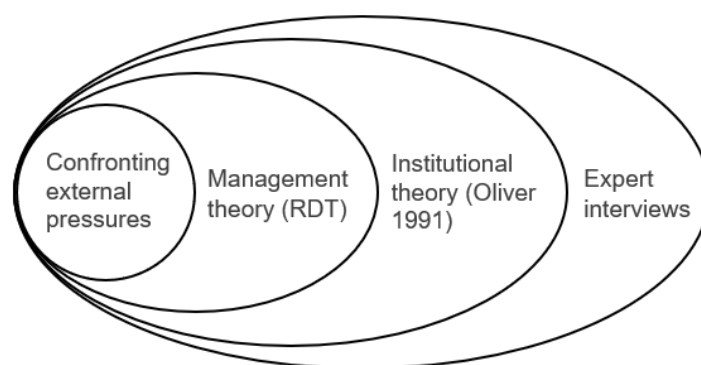 Confronting
external
pressures
Management
theory (RDT)
Institutional
theory (Oliver
1991)
Expert
interviews